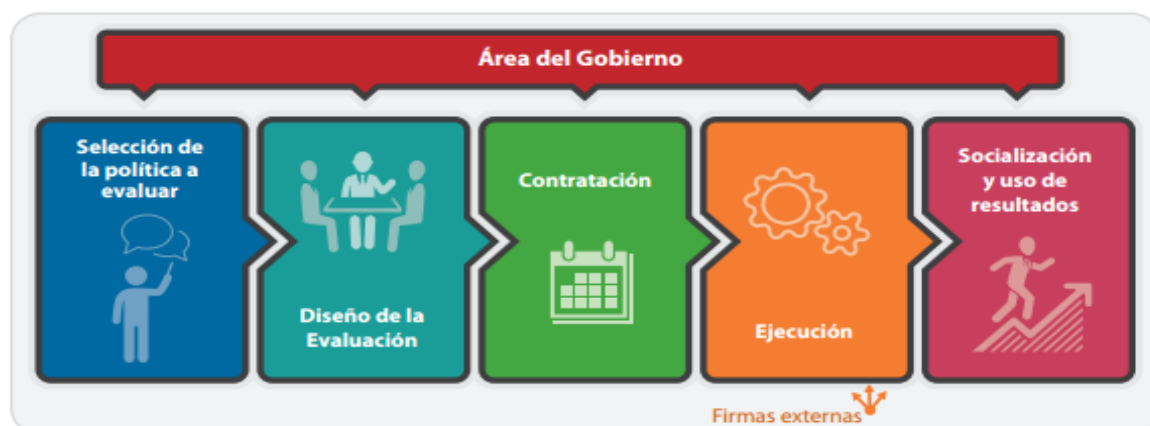 Área del Gobierno
Selección de
la política a
evaluar
Diseño de la
Evaluación
Contratación
Ejecución
Socialización
y uso de
resultados
Firmas externas